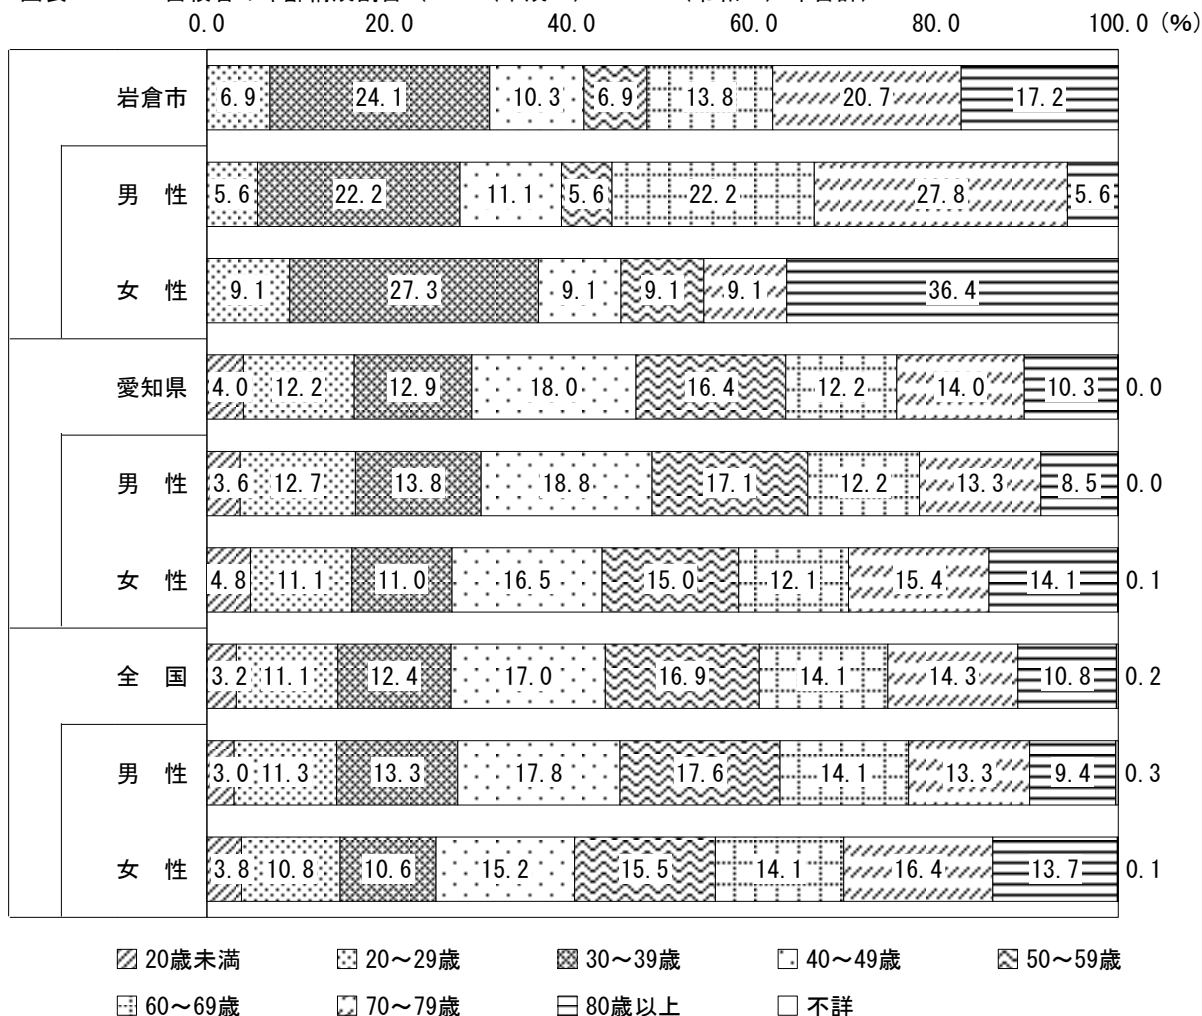 0.0 20.0 40.0 60.0 80.0 100.0 (%)
岩倉市 6.9 24.1 10.3 6.9 13.8 20.7 17.2
男性 5.6 22.2 11.1 5.6 22.2 27.8 5.6
女性 9.1 27.3 9.1 9.1 9.1 36.4
愛知県 4.0 12.2 12.9 18.0 16.4 12.2 14.0 10.3 0.0
男性 3.6 12.7 13.8 18.8 17.1 12.2 13.3 8.5 0.0
女性 4.8 11.1 11.0 16.5 15.0 12.1 15.4 14.1 0.1
全国 3.2 11.1 12.4 17.0 16.9 14.1 14.3 10.8 0.2
男性 3.0 11.3 13.3 17.8 17.6 14.1 13.3 9.4 0.3
女性 3.8 10.8 10.6 15.2 15.5 14.1 16.4 13.7 0.1
20歳未満 20～29歳 30～39歳 40～49歳 50～59歳
60～69歳 70～79歳 80歳以上 不詳